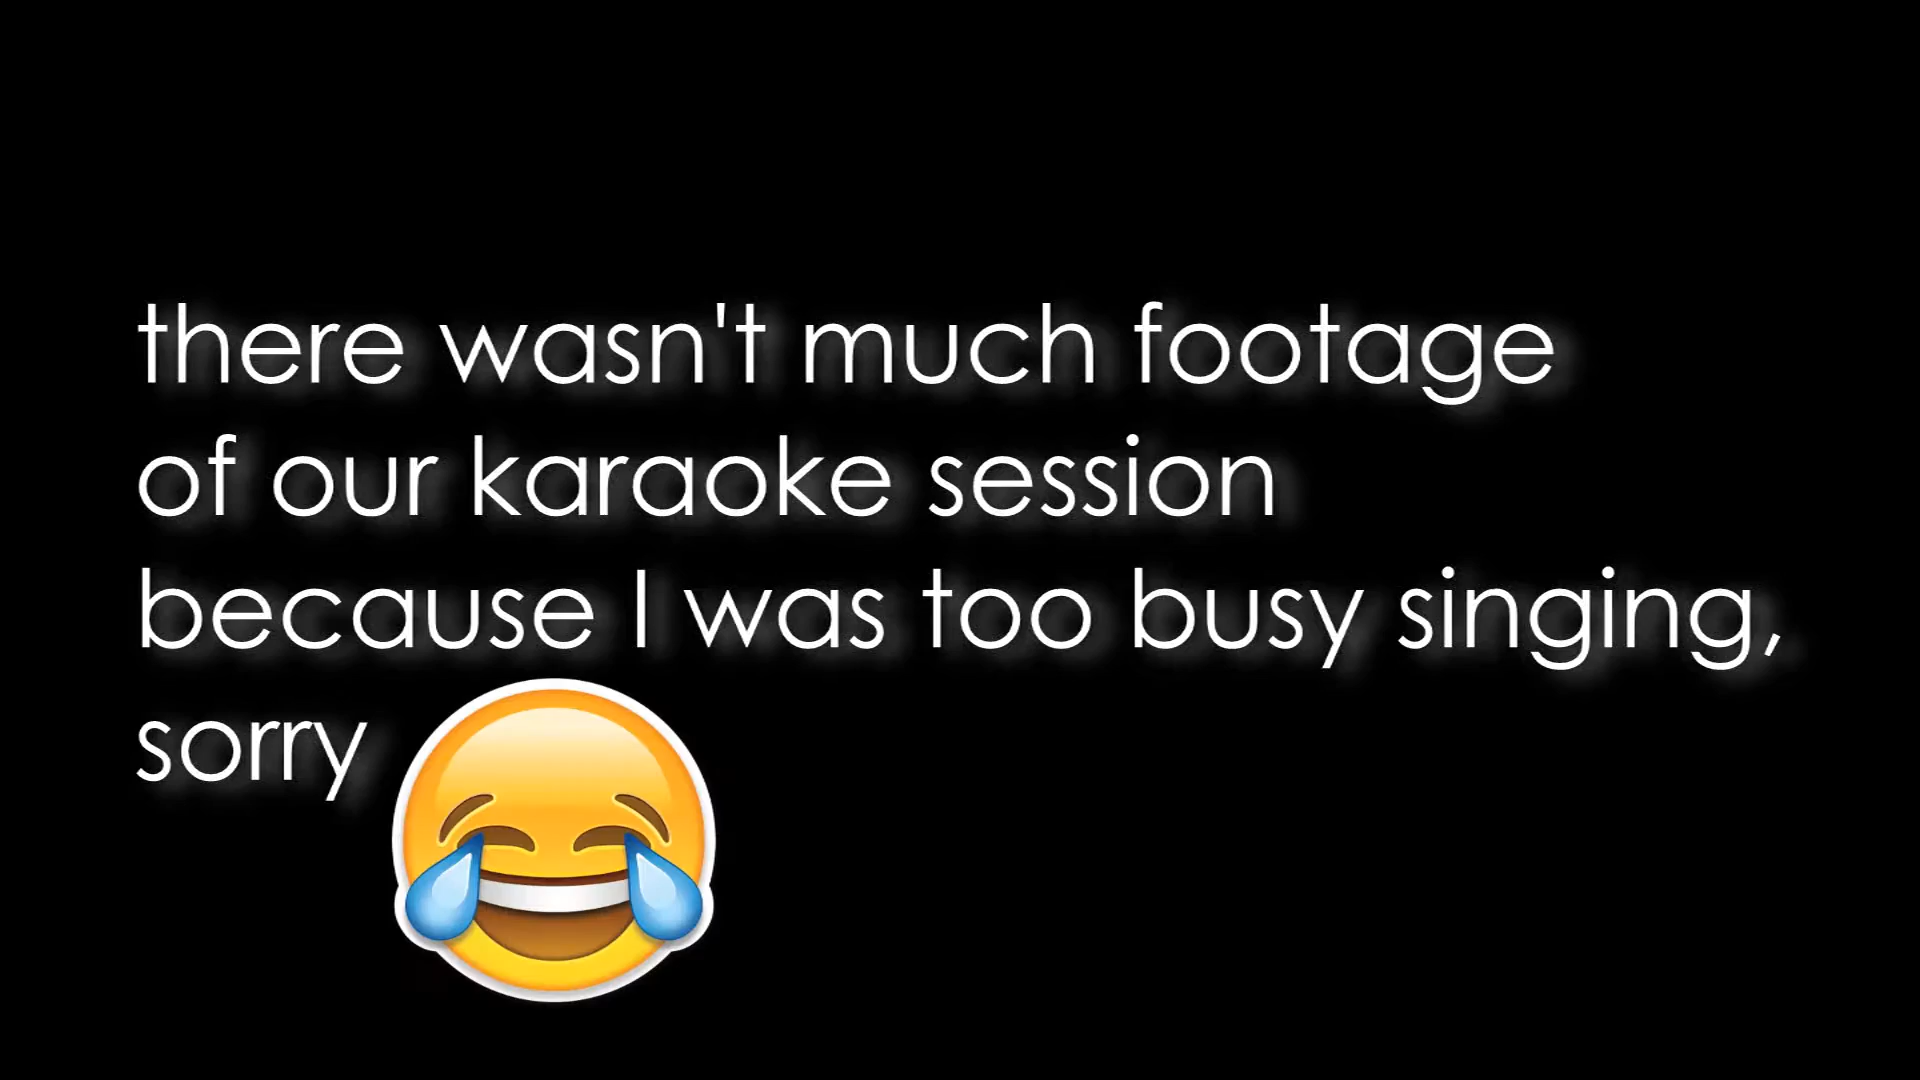 there wasn't much footage
of our karaoke session
because I was too busy singing,
sorry